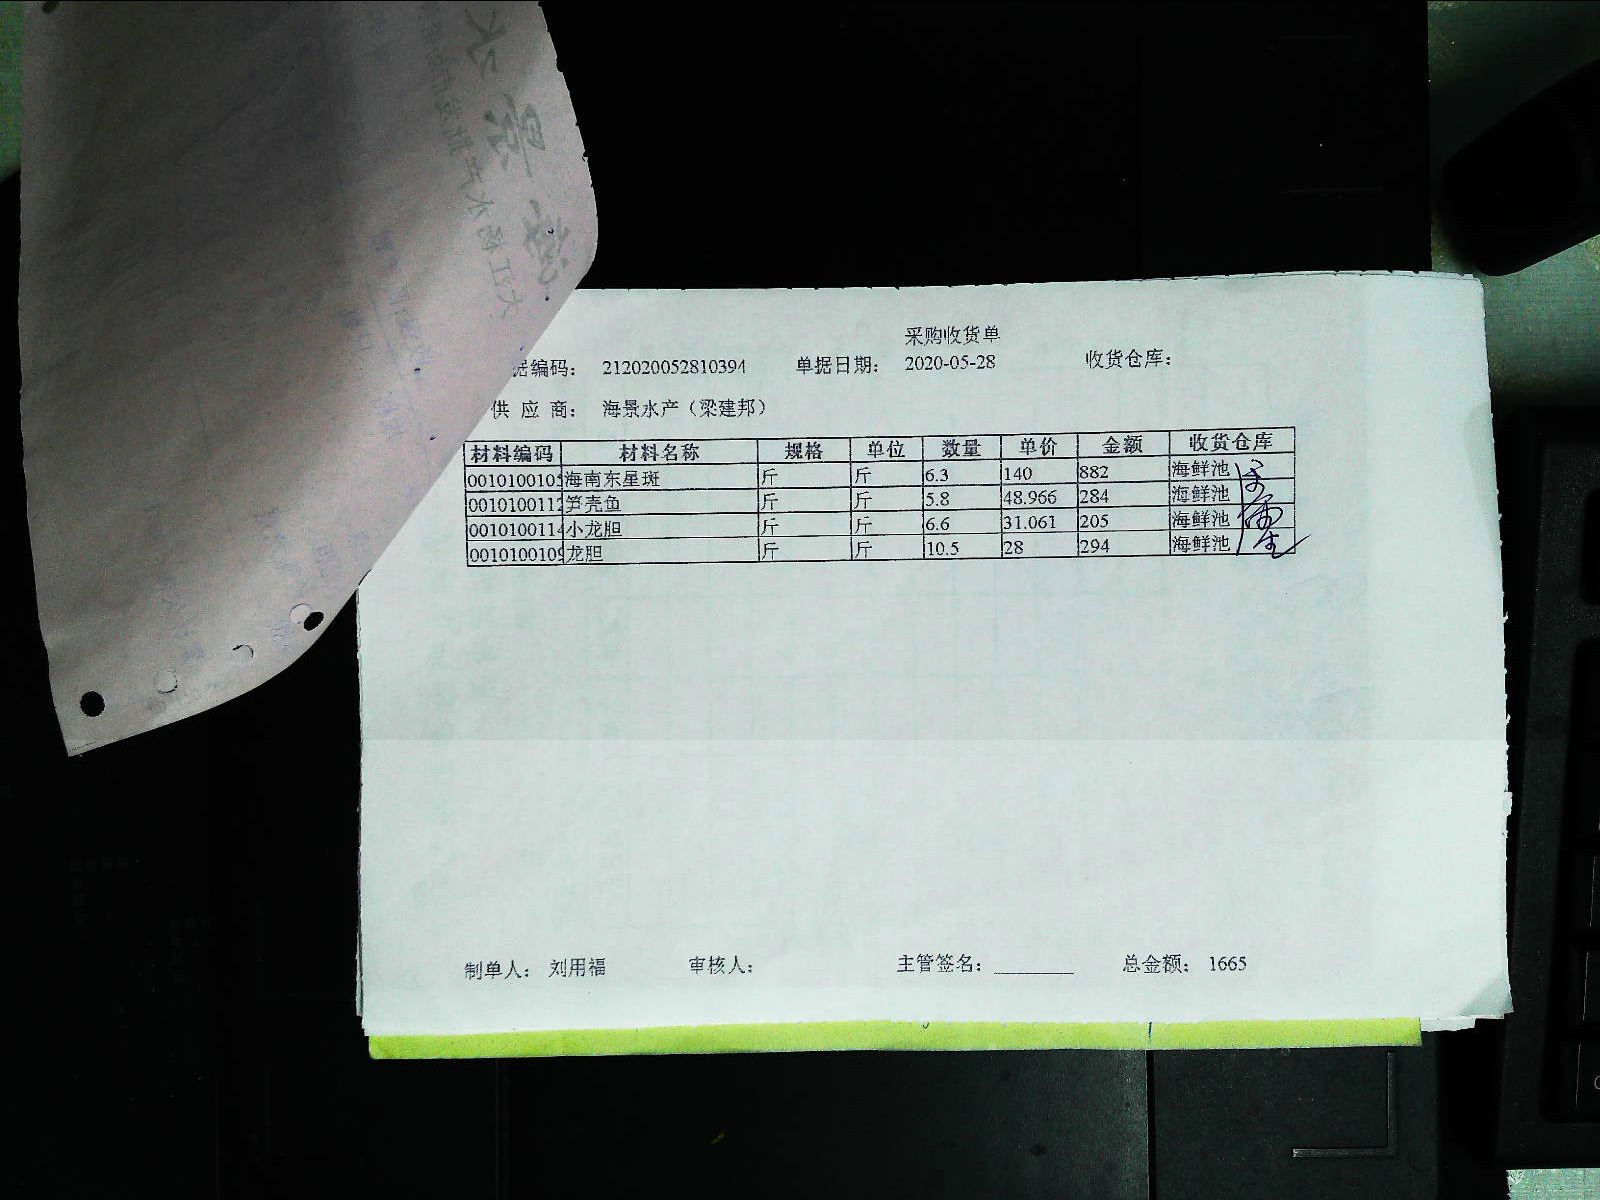 采购收货单
据编码： 212020052810394 单据日期： 2020-05-28 收货仓库：
供 应 商： 海景水产（梁建邦）
材料编码 材料名称 规格 单位 数量 单价 金额 收货仓库
0010100105 海南东星斑 斤 斤 6.3 140 882 海鲜池
0010100112 笋壳鱼 斤 斤 5.8 48.966 284 海鲜池
0010100114 小龙胆 斤 斤 6.6 31.061 205 海鲜池
0010100109 龙胆 斤 斤 10.5 28 294 海鲜池
制单人： 刘用福 审核人： 主管签名： ________ 总金额： 1665